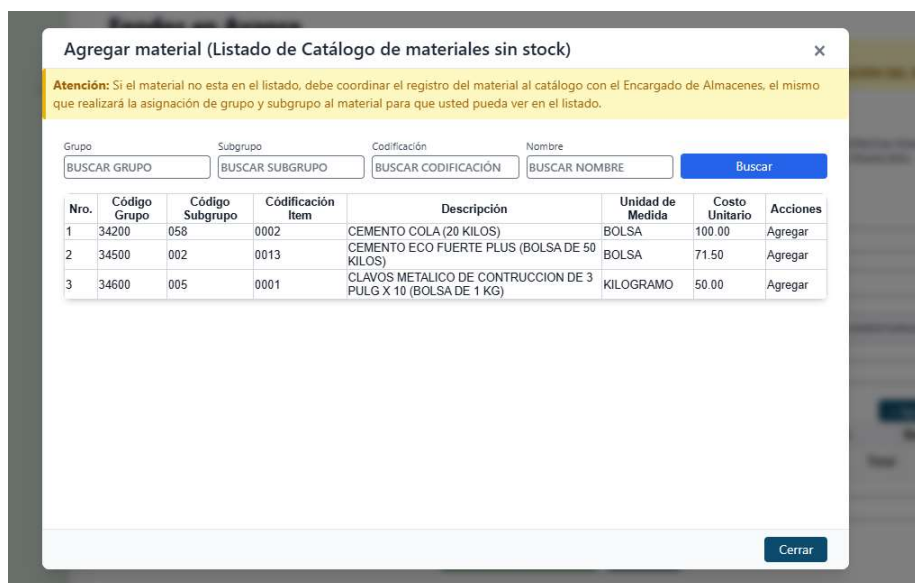 Agregar material (Listado de Catálogo de materiales sin stock)
×
Atención: Si el material no esta en el listado, debe coordinar el registro del material al catálogo con el Encargado de Almacenes, el mismo
que realizará la asignación de grupo y subgrupo al material para que usted pueda ver en el listado.
Grupo Subgrupo Codificación Nombre
BUSCAR GRUPO BUSCAR SUBGRUPO BUSCAR CODIFICACIÓN BUSCAR NOMBRE Buscar
Nro. Código Grupo Código Subgrupo Códificación Item Descripción Unidad de Medida Costo Unitario Acciones
1 34200 058 0002 CEMENTO COLA (20 KILOS) BOLSA 100.00 Agregar
2 34500 002 0013 CEMENTO ECO FUERTE PLUS (BOLSA DE 50 KILOS) BOLSA 71.50 Agregar
3 34600 005 0001 CLAVOS METALICO DE CONTRUCCION DE 3 PULG X 10 (BOLSA DE 1 KG) KILOGRAMO 50.00 Agregar
Cerrar